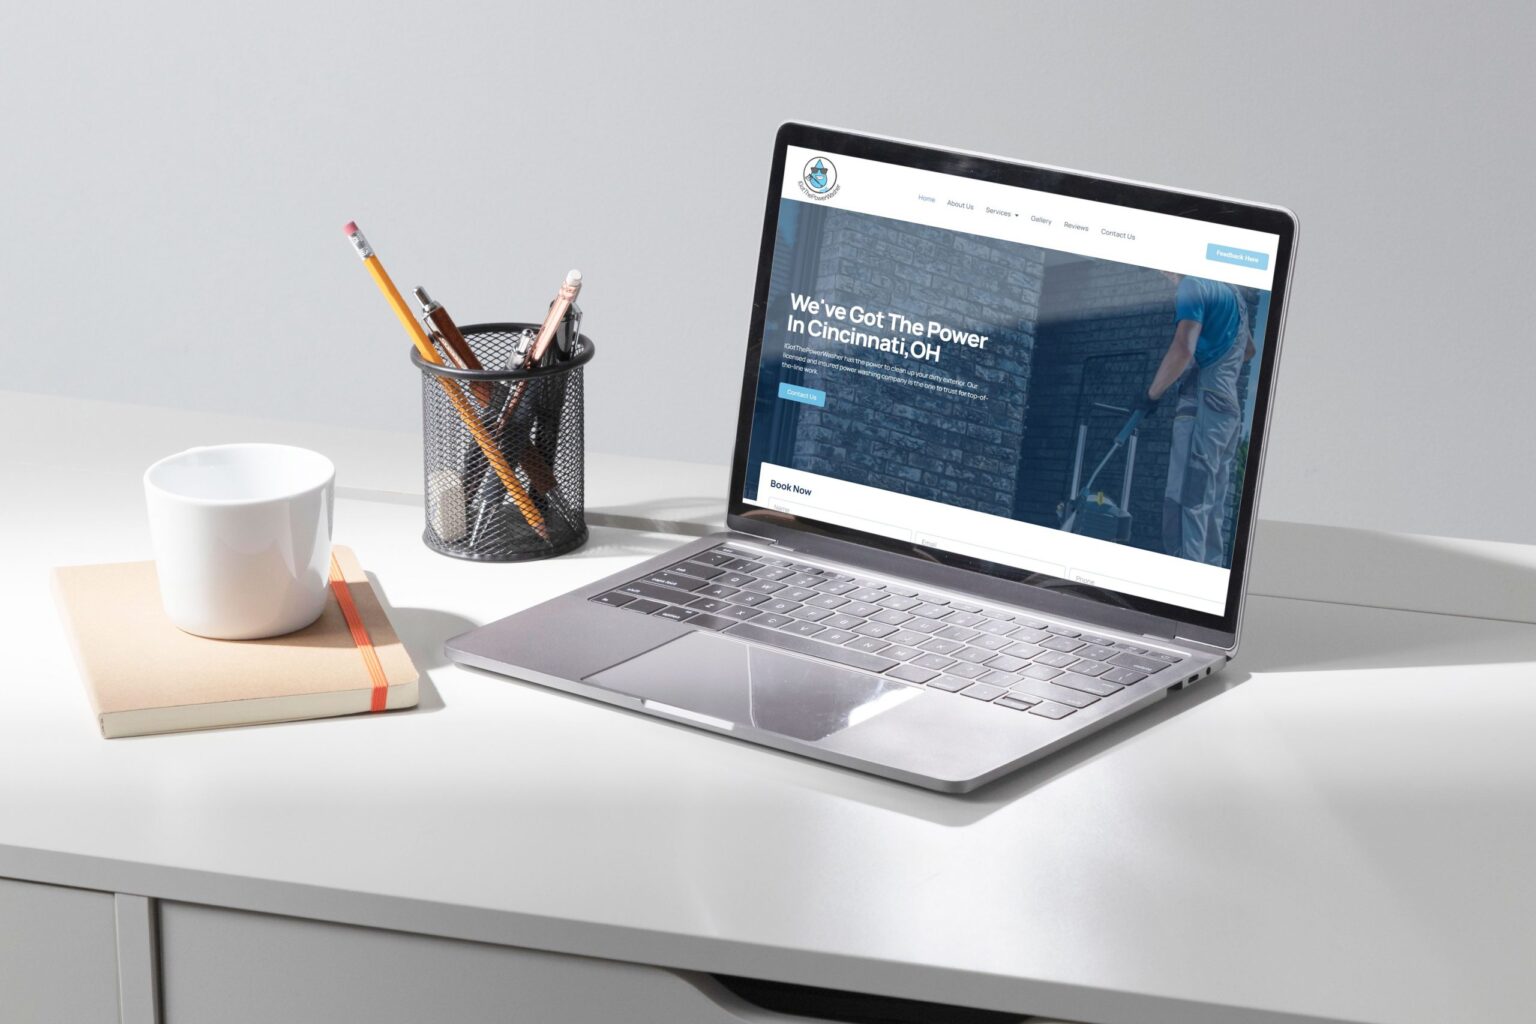 iGotThePowerWasher
Home
About Us
Services
Gallery
Reviews
Contact Us
Feedback Here
We've Got The Power
In Cincinnati,OH
IGotThePowerWasher has the power to clean up your dirty exterior. Our
licensed and insured power washing company is the one to trust for top-of-
the-line work.
Contact Us
Book Now
Name
Email
Phone